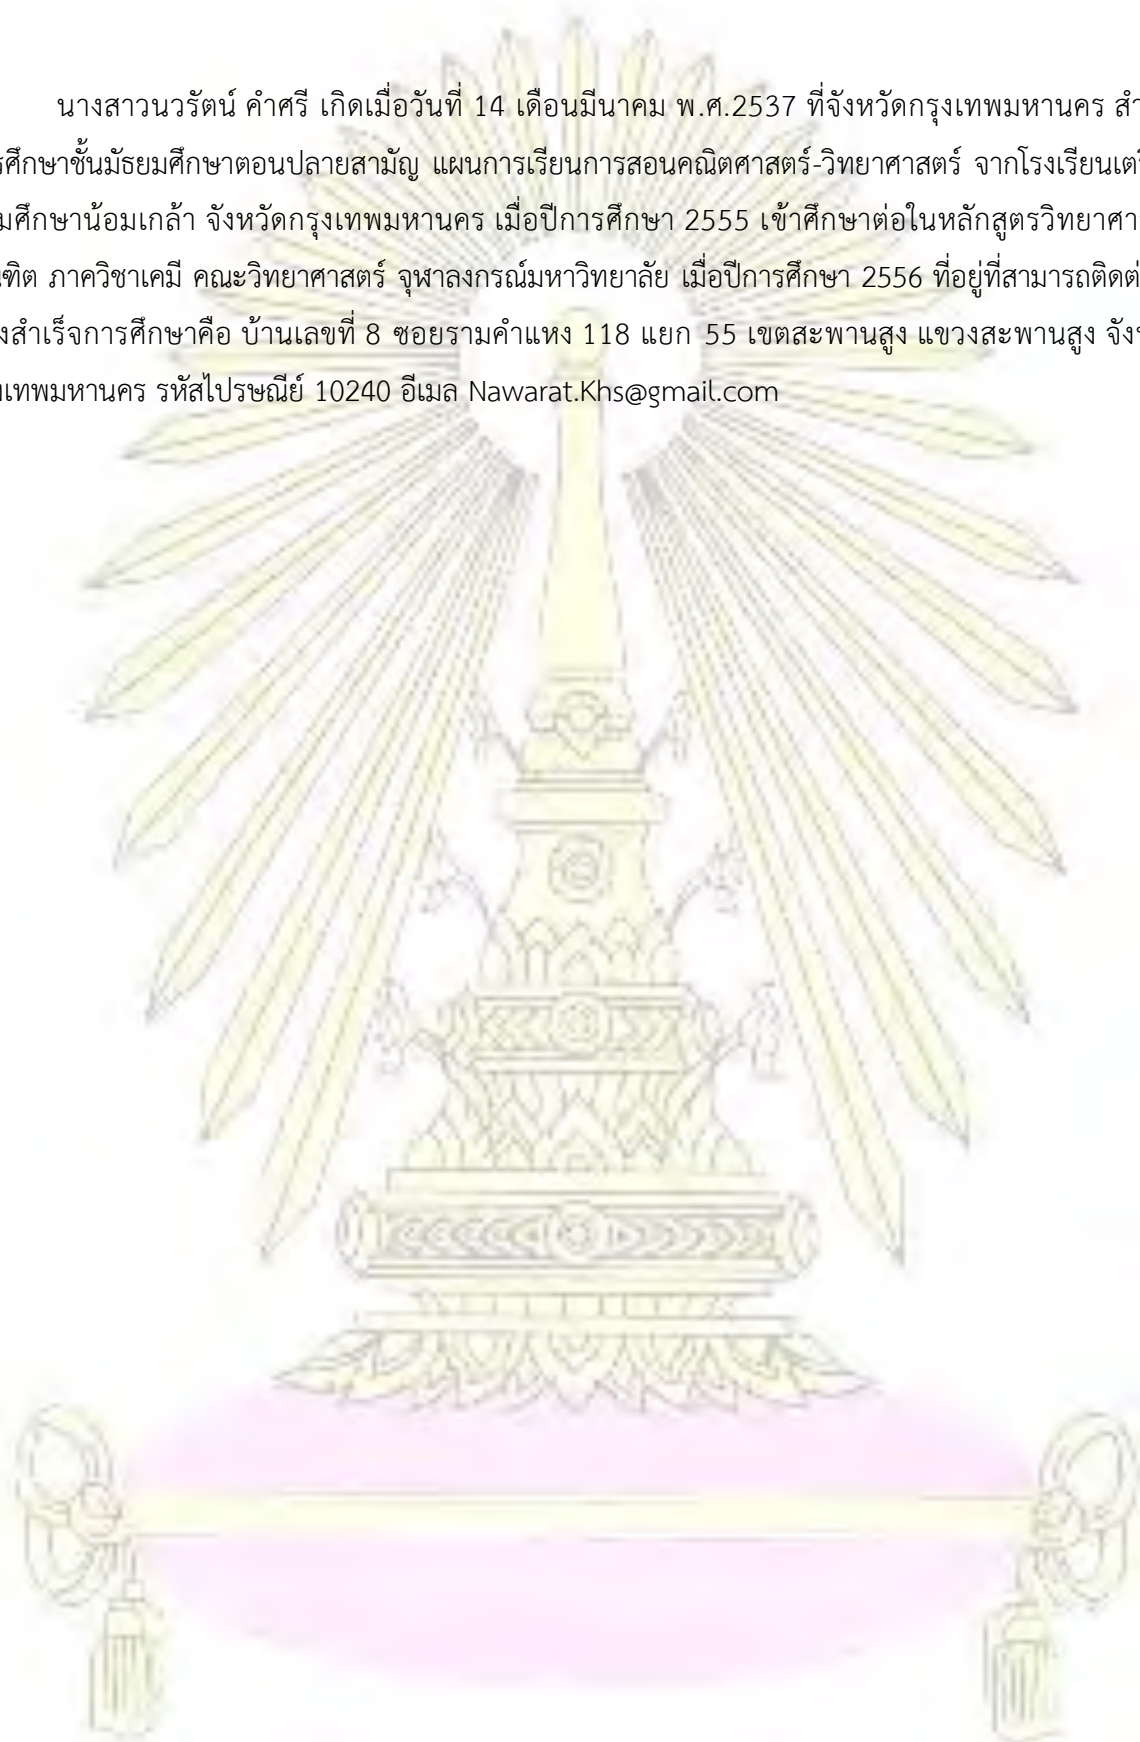 นางสาวนวรัตน์ คำศรี เกิดเมื่อวันที่ 14 เดือนมีนาคม พ.ศ.2537 ที่จังหวัดกรุงเทพมหานคร สำ
รศึกษาชั้นมัธยมศึกษาตอนปลายสามัญ แผนการเรียนการสอนคณิตศาสตร์-วิทยาศาสตร์ จากโรงเรียนเตรี
มศึกษาน้อมเกล้า จังหวัดกรุงเทพมหานคร เมื่อปีการศึกษา 2555 เข้าศึกษาต่อในหลักสูตรวิทยาศา
ฑิต ภาควิชาเคมี คณะวิทยาศาสตร์ จุฬาลงกรณ์มหาวิทยาลัย เมื่อปีการศึกษา 2556 ที่อยู่ที่สามารถติดต่
งสำเร็จการศึกษาคือ บ้านเลขที่ 8 ซอยรามคำแหง 118 แยก 55 เขตสะพานสูง แขวงสะพานสูง จัง
เทพมหานคร รหัสไปรษณีย์ 10240 อีเมล Nawarat.Khs@gmail.com